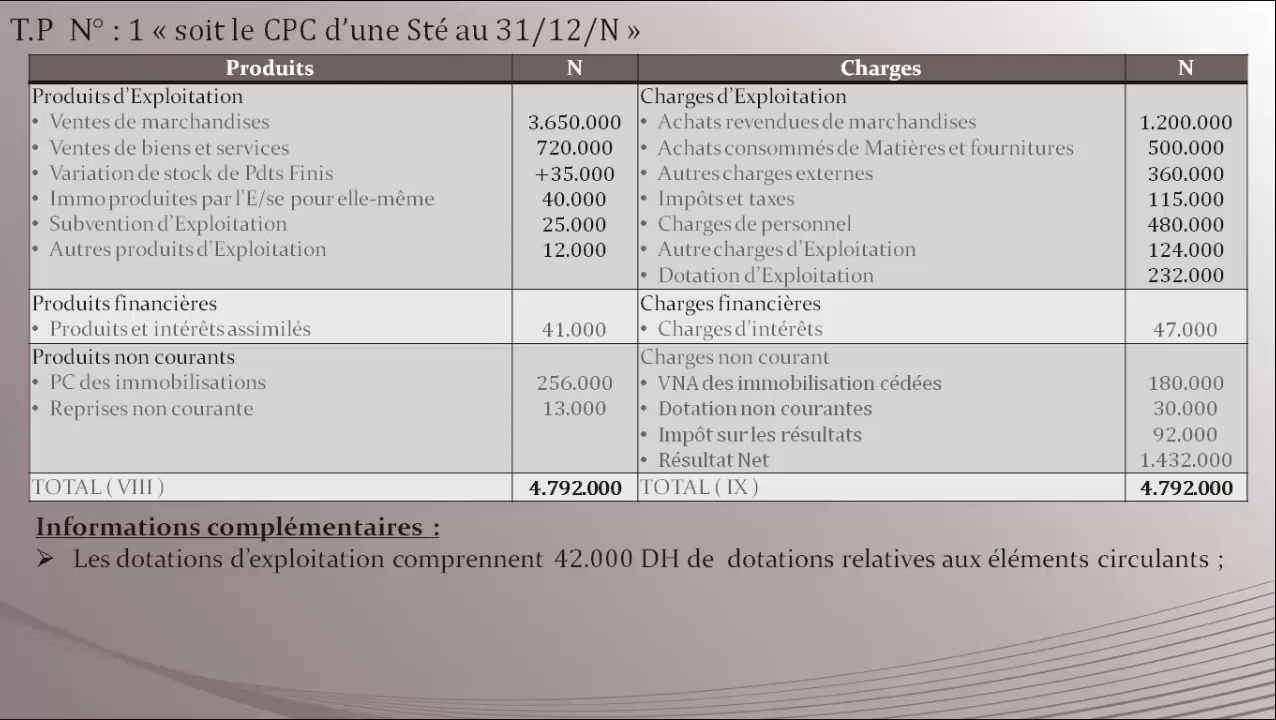 T.P N° : 1 « soit le CPC d'une Sté au 31/12/N »
Produits N Charges N
Produits d'Exploitation Charges d'Exploitation
• Ventes de marchandises 3.650.000 • Achats revendues de marchandises 1.200.000
• Ventes de biens et services 720.000 • Achats consommés de Matières et fournitures 500.000
• Variation de stock de Pdts Finis +35.000 • Autres charges externes 360.000
• Immo produites par l'E/se pour elle-même 40.000 • Impôts et taxes 115.000
• Subvention d'Exploitation 25.000 • Charges de personnel 480.000
• Autres produits d'Exploitation 12.000 • Autre charges d'Exploitation 124.000
• Dotation d'Exploitation 232.000
Produits financières Charges financières
• Produits et intérêts assimilés 41.000 • Charges d'intérêts 47.000
Produits non courants Charges non courant
• PC des immobilisations 256.000 • VNA des immobilisation cédées 180.000
• Reprises non courante 13.000 • Dotation non courantes 30.000
• Impôt sur les résultats 92.000
• Résultat Net 1.432.000
TOTAL ( VIII ) 4.792.000 TOTAL ( IX ) 4.792.000
Informations complémentaires :
➢ Les dotations d'exploitation comprennent 42.000 DH de dotations relatives aux éléments circulants ;